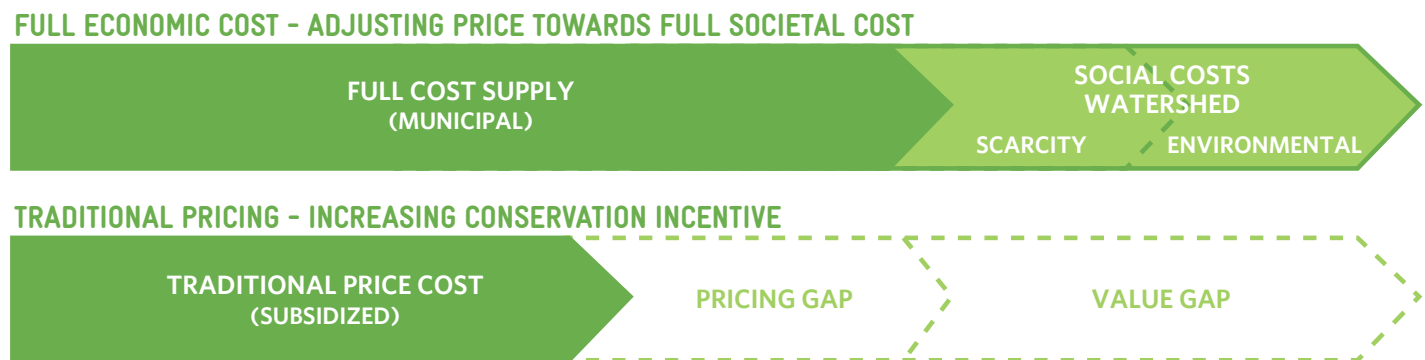 FULL ECONOMIC COST - ADJUSTING PRICE TOWARDS FULL SOCIETAL COST
FULL COST SUPPLY
(MUNICIPAL)
SOCIAL COSTS
WATERSHED
SCARCITY
ENVIRONMENTAL
TRADITIONAL PRICING - INCREASING CONSERVATION INCENTIVE
TRADITIONAL PRICE COST
(SUBSIDIZED)
PRICING GAP
VALUE GAP